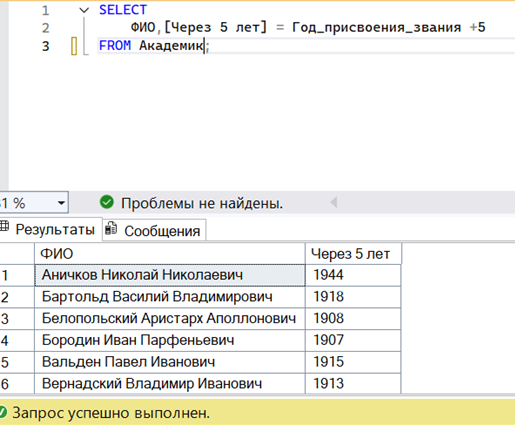 1 SELECT
2 ФИО,[Через 5 лет] = Год_присвоения_звания +5
3 FROM Академик;
31 % Проблемы не найдены.
Результаты Сообщения
ФИО Через 5 лет
1 Аничков Николай Николаевич 1944
2 Бартольд Василий Владимирович 1918
3 Белопольский Аристарх Аполлонович 1908
4 Бородин Иван Парфеньевич 1907
5 Вальден Павел Иванович 1915
6 Вернадский Владимир Иванович 1913
Запрос успешно выполнен.